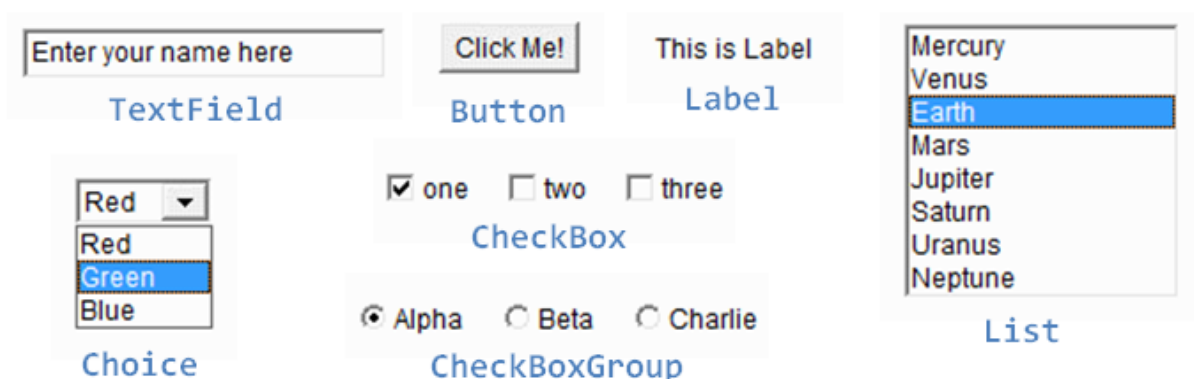 Enter your name here
TextField
Click Me!
Button
This is Label
Label
Mercury
Venus
Earth
Mars
Jupiter
Saturn
Uranus
Neptune
List
Red
Red
Green
Blue
Choice
one two three
CheckBox
Alpha Beta Charlie
CheckBoxGroup